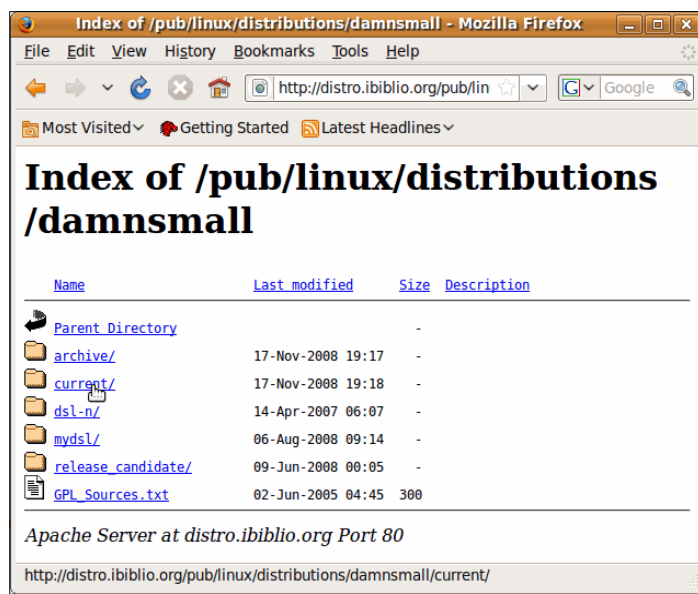 Index of /pub/linux/distributions/damnsmall - Mozilla Firefox
File Edit View History Bookmarks Tools Help
http://distro.ibiblio.org/pub/lin G Google
Most Visited Getting Started Latest Headlines
Index of /pub/linux/distributions
/damnsmall
Name Last modified Size Description
Parent Directory -
archive/ 17-Nov-2008 19:17 -
current/ 17-Nov-2008 19:18 -
dsl-n/ 14-Apr-2007 06:07 -
mydsl/ 06-Aug-2008 09:14 -
release_candidate/ 09-Jun-2008 00:05 -
GPL_Sources.txt 02-Jun-2005 04:45 300
Apache Server at distro.ibiblio.org Port 80
http://distro.ibiblio.org/pub/linux/distributions/damnsmall/current/